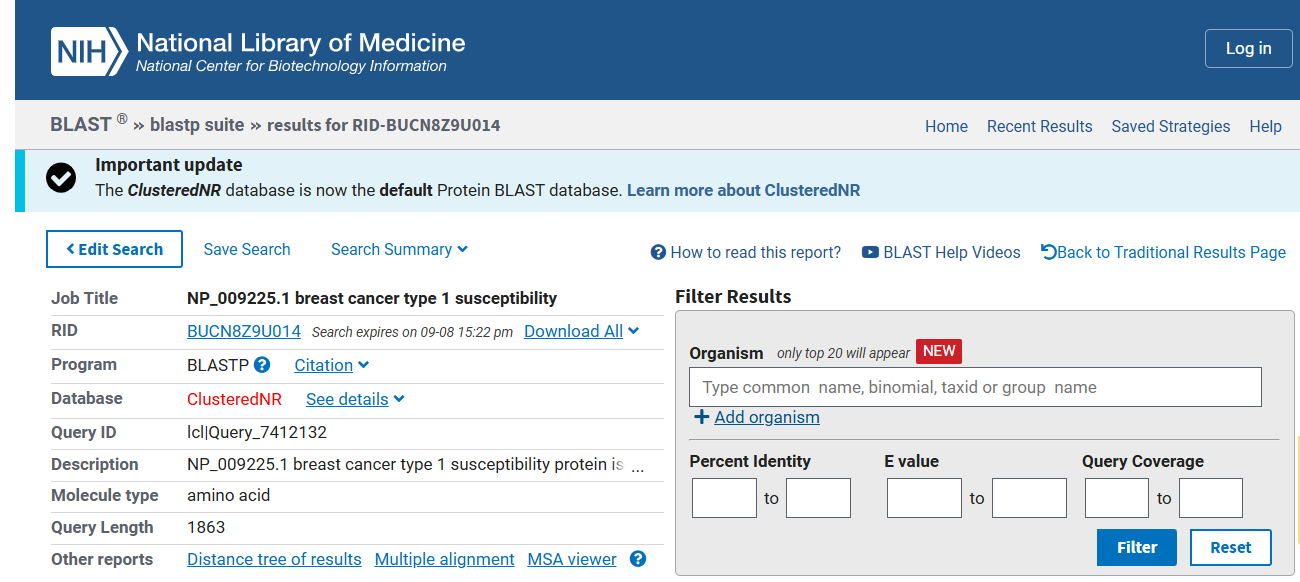 NIH National Library of Medicine
National Center for Biotechnology Information
Log in
BLAST ® » blastp suite » results for RID-BUCN8Z9U014
Home Recent Results Saved Strategies Help
Important update
The ClusteredNR database is now the default Protein BLAST database. Learn more about ClusteredNR
Edit Search Save Search Search Summary
How to read this report? BLAST Help Videos Back to Traditional Results Page
Job Title NP_009225.1 breast cancer type 1 susceptibility
RID BUCN8Z9U014 Search expires on 09-08 15:22 pm Download All
Program BLASTP ? Citation
Database ClusteredNR See details
Query ID lcl|Query_7412132
Description NP_009225.1 breast cancer type 1 susceptibility protein is ...
Molecule type amino acid
Query Length 1863
Other reports Distance tree of results Multiple alignment MSA viewer ?
Filter Results
Organism only top 20 will appear NEW
Type common name, binomial, taxid or group name
+ Add organism
Percent Identity E value Query Coverage
to to to
Filter Reset